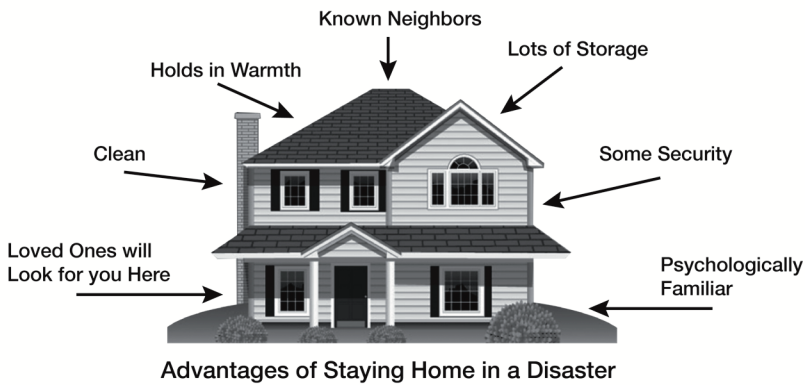 Known Neighbors
Lots of Storage
Holds in Warmth
Clean
Some Security
Loved Ones will
Look for you Here
Psychologically
Familiar
Advantages of Staying Home in a Disaster